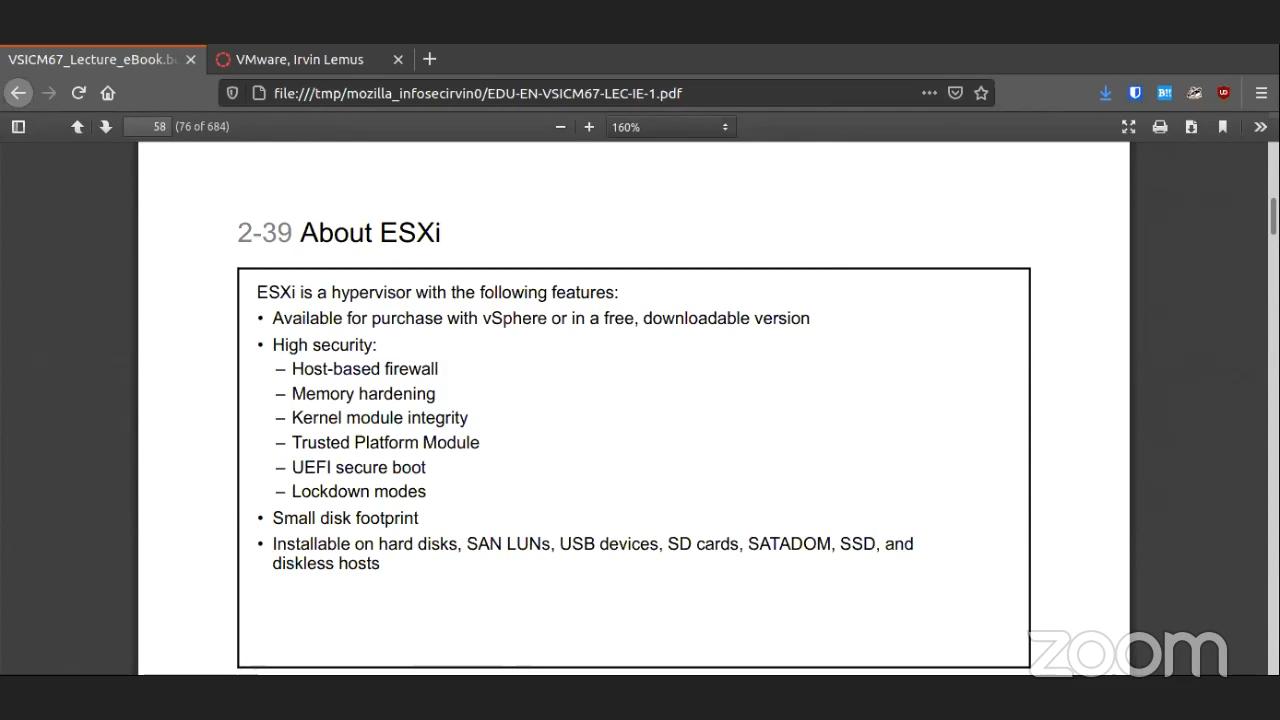 VSICM67_Lecture_eBook.bu
VMware, Irvin Lemus
file:///tmp/mozilla_infosecirvin0/EDU-EN-VSICM67-LEC-IE-1.pdf
58 (76 of 684)
160%
2-39 About ESXi
ESXi is a hypervisor with the following features:
• Available for purchase with vSphere or in a free, downloadable version
• High security:
– Host-based firewall
– Memory hardening
– Kernel module integrity
– Trusted Platform Module
– UEFI secure boot
– Lockdown modes
• Small disk footprint
• Installable on hard disks, SAN LUNs, USB devices, SD cards, SATADOM, SSD, and
diskless hosts
zoom